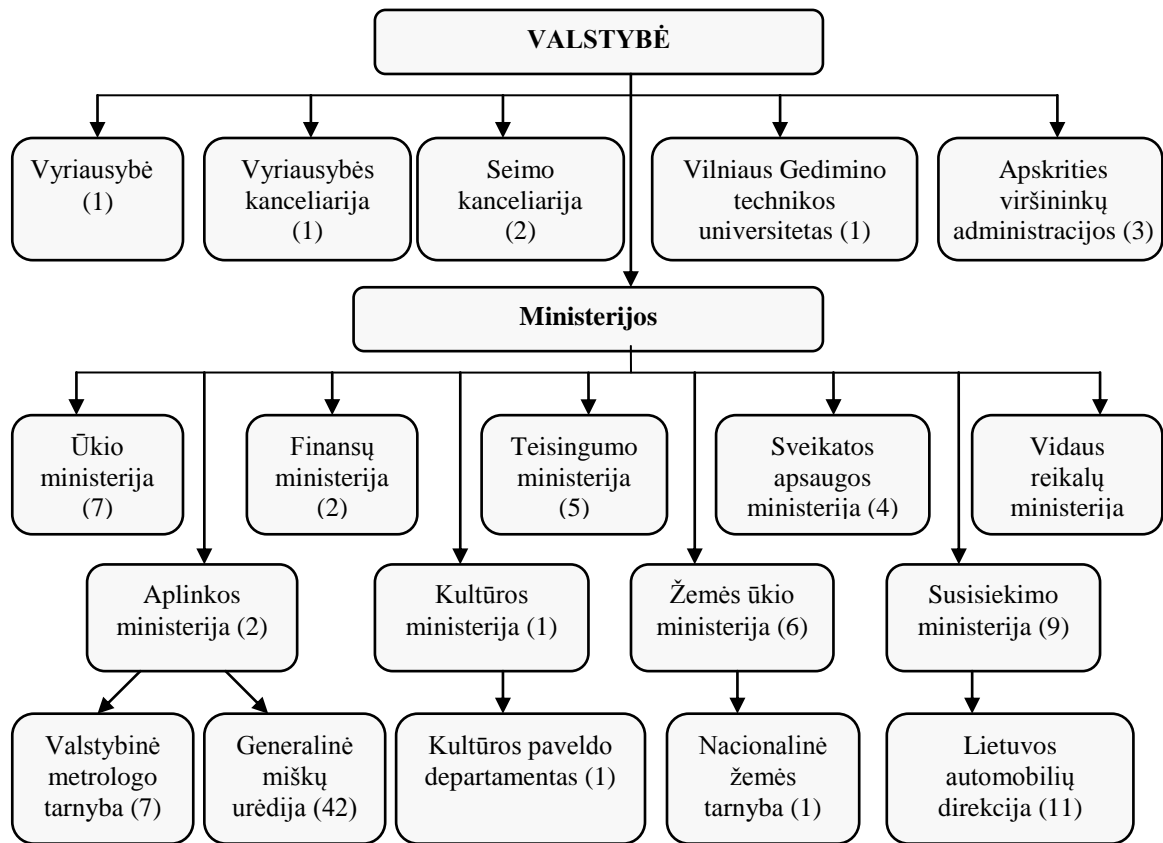 VALSTYBĖ
Vyriausybė
(1)
Vyriausybės
kanceliarija
(1)
Seimo
kanceliarija
(2)
Vilniaus Gedimino
technikos
universitetas (1)
Apskrities
viršininkų
administracijos (3)
Ministerijos
Ūkio
ministerija
(7)
Finansų
ministerija
(2)
Teisingumo
ministerija
(5)
Sveikatos
apsaugos
ministerija (4)
Vidaus
reikalų
ministerija
Aplinkos
ministerija (2)
Kultūros
ministerija (1)
Žemės ūkio
ministerija (6)
Susisiekimo
ministerija (9)
Valstybinė
metrologo
tarnyba (7)
Generalinė
miškų
urėdija (42)
Kultūros paveldo
departamentas (1)
Nacionalinė
žemės
tarnyba (1)
Lietuvos
automobilių
direkcija (11)